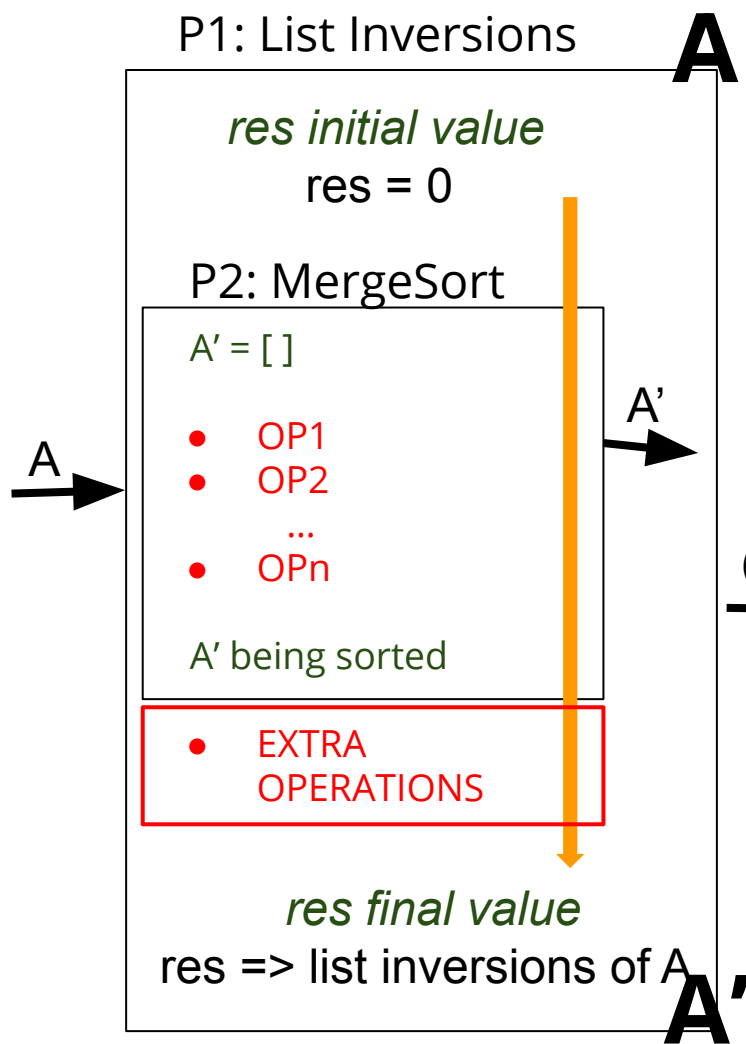 P1: List Inversions
A
res initial value
res = 0
P2: MergeSort
A’ = [ ]
A’
A
● OP1
● OP2
...
● OPn
A’ being sorted
● EXTRA
OPERATIONS
res final value
res => list inversions of A
A’